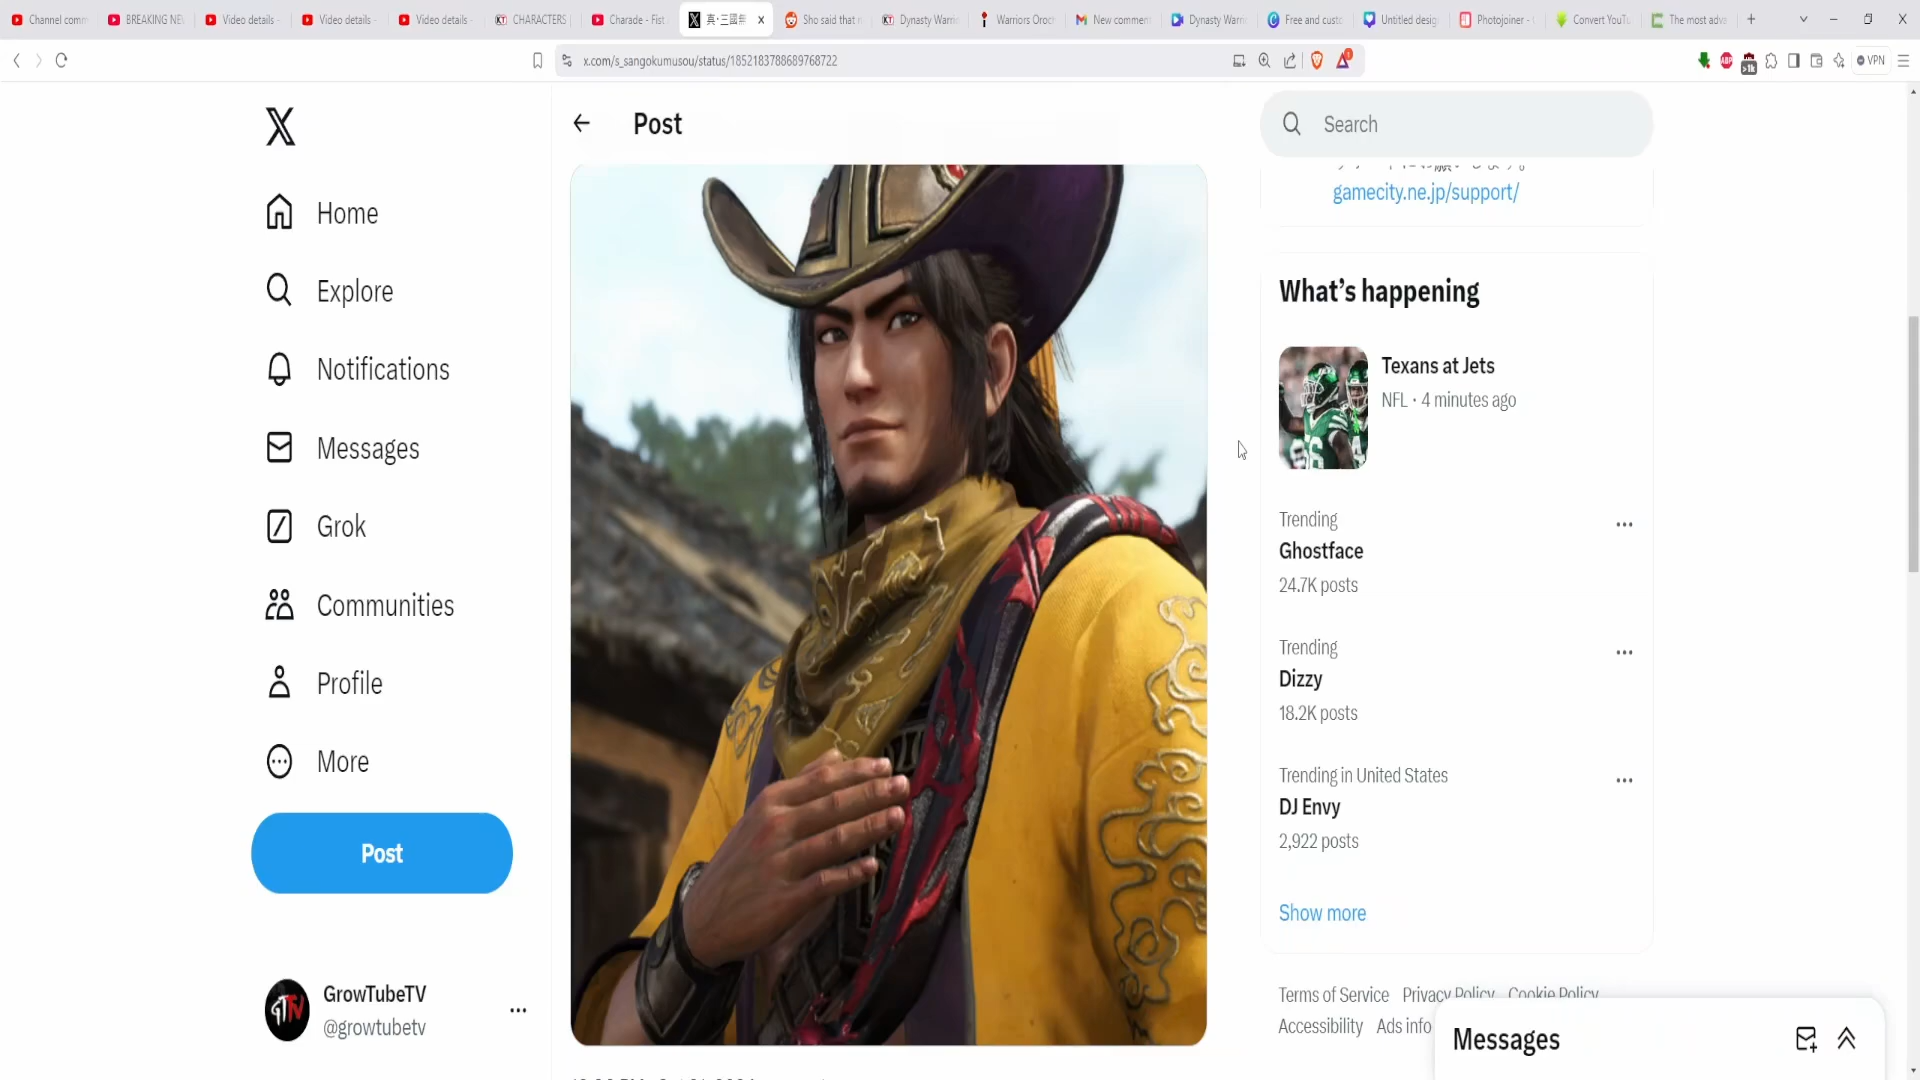 Channel comm
BREAKING NE
Video details -
Video details -
Video details -
CHARACTERS |
Charade - Fist
真・三國無
Sho said that
Dynasty Warrio
Warriors Oroch
New commen
Dynasty Warr
Free and custo
Untitled desig
Photojoiner -
Convert YouTu
The most adva
x.com/s_sangokumusou/status/1852183788689768722
VPN
Post
Search
gamecity.ne.jp/support/
Home
Explore
Notifications
Messages
Grok
Communities
Profile
More
Post
GrowTubeTV
@growtubetv
What's happening
Texans at Jets
NFL · 4 minutes ago
Trending
Ghostface
24.7K posts
Trending
Dizzy
18.2K posts
Trending in United States
DJ Envy
2,922 posts
Show more
Terms of Service Privacy Policy Cookie Policy
Accessibility Ads info
Messages